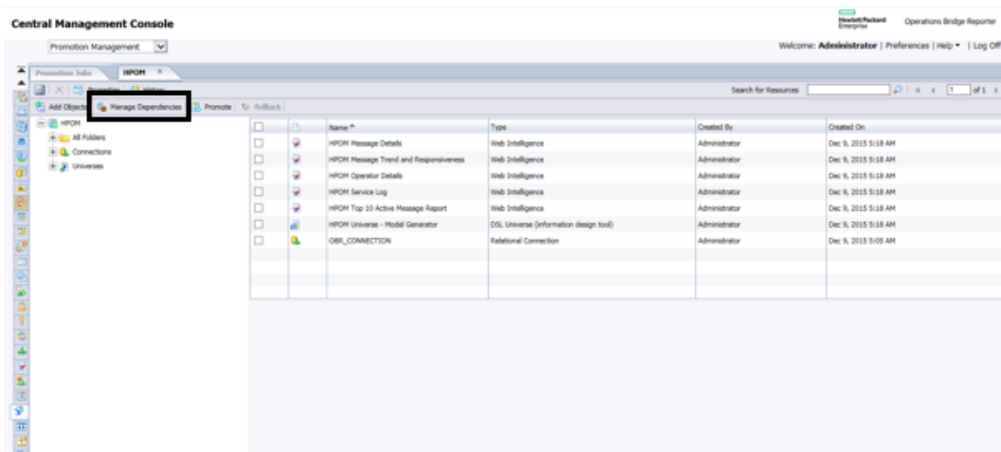 Central Management Console
Hewlett Packard
Enterprise
Operations Bridge Reporter
Promotion Management
Welcome: Administrator | Preferences | Help | Log Off
Promotion Jobs
HPOM ×
Properties
History
Search for Resources
1 of 1
Add Objects
Manage Dependencies
Promote
Rollback
HPOM
All Folders
Connections
Universes
Name Type Created By Created On
HPOM Message Details Web Intelligence Administrator Dec 9, 2015 5:18 AM
HPOM Message Trend and Responsiveness Web Intelligence Administrator Dec 9, 2015 5:18 AM
HPOM Operator Details Web Intelligence Administrator Dec 9, 2015 5:18 AM
HPOM Service Log Web Intelligence Administrator Dec 9, 2015 5:18 AM
HPOM Top 10 Active Message Report Web Intelligence Administrator Dec 9, 2015 5:18 AM
HPOM Universe - Model Generator DSL Universe (information design tool) Administrator Dec 9, 2015 5:18 AM
OBR_CONNECTION Relational Connection Administrator Dec 9, 2015 5:05 AM